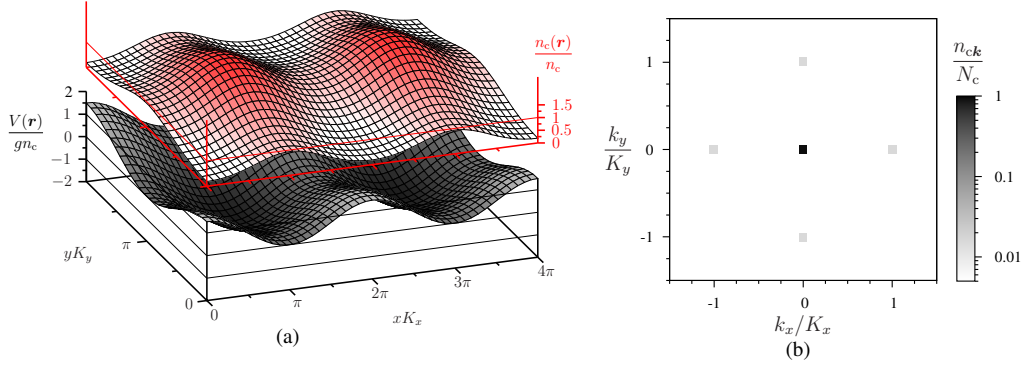 V(r)
gn_c
2
1
0
−1
−2
n_c(r)
n_c
1.5
1
0.5
0
yK_y
π
0
0
π
2π
3π
4π
xK_x
(a)
k_y
K_y
1
0
-1
-1
0
1
k_x/K_x
(b)
n_ck
N_c
1
0.1
0.01